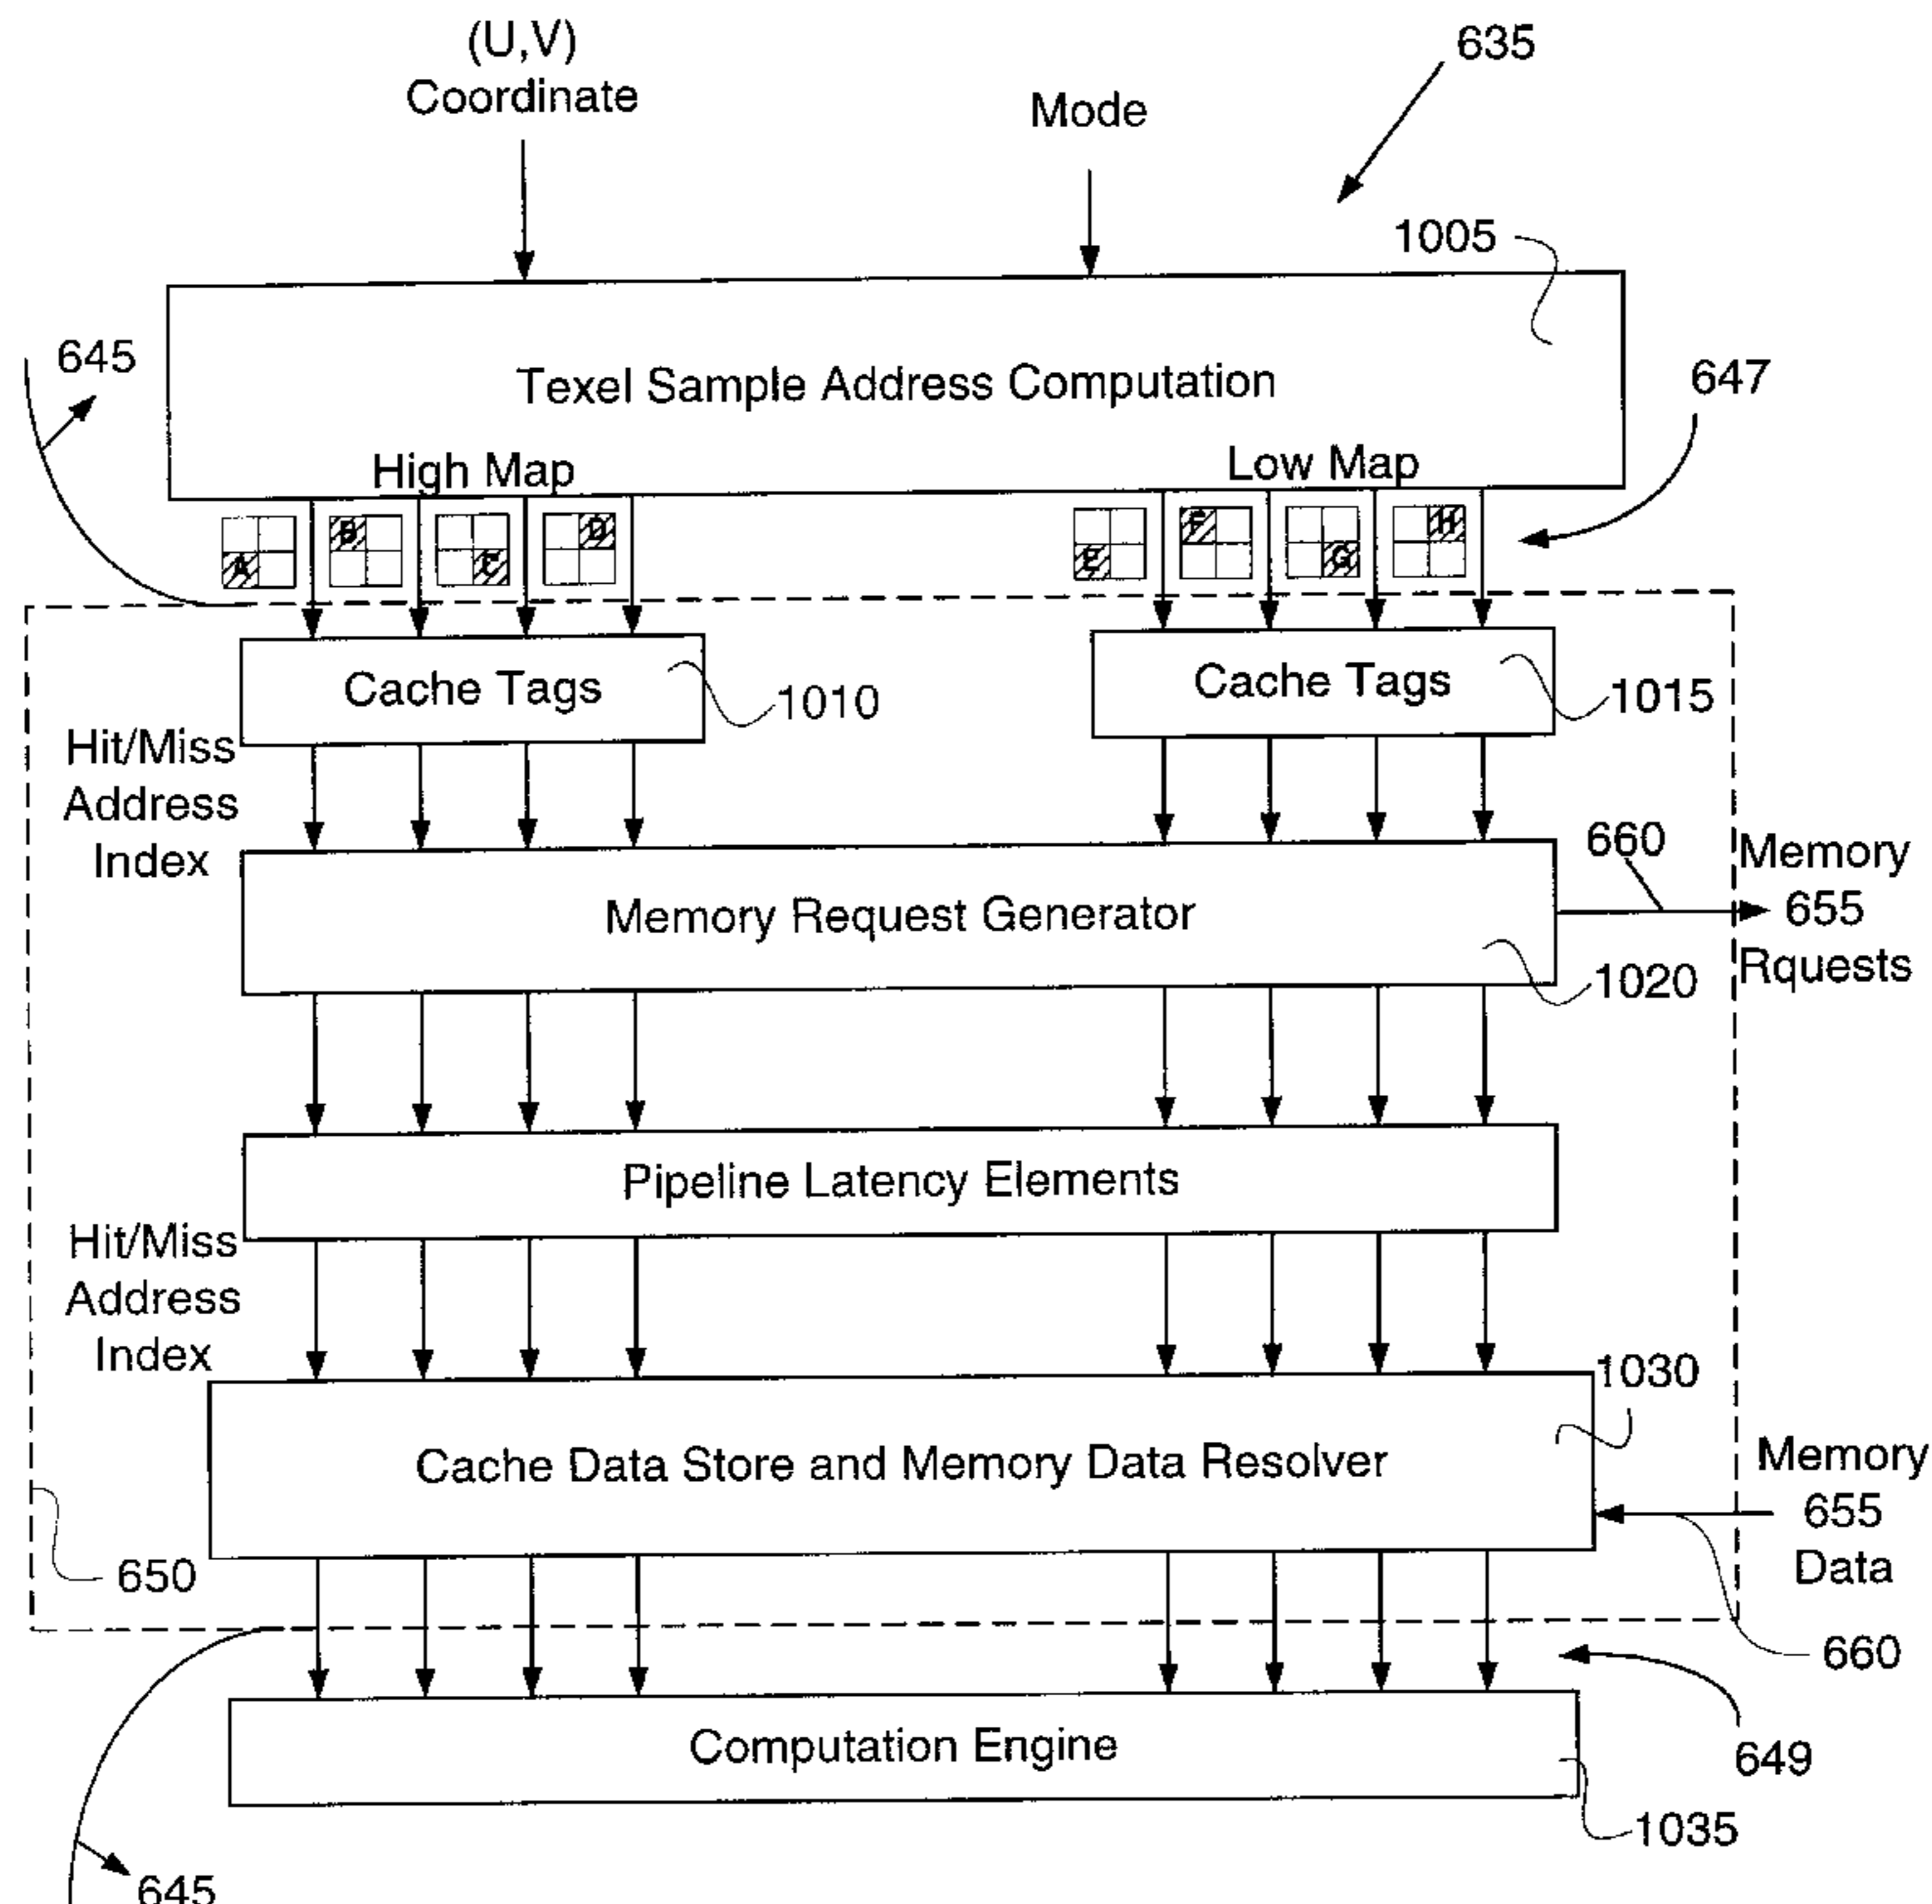 (U,V)
Coordinate
Mode
635
1005
645
Texel Sample Address Computation
647
High Map
Low Map
A
B
C
D
E
F
G
H
Cache Tags
1010
Cache Tags
1015
Hit/Miss
Address
Index
660
Memory
655
Rquests
Memory Request Generator
1020
Pipeline Latency Elements
Hit/Miss
Address
Index
1030
Cache Data Store and Memory Data Resolver
Memory
655
Data
650
660
649
Computation Engine
1035
645